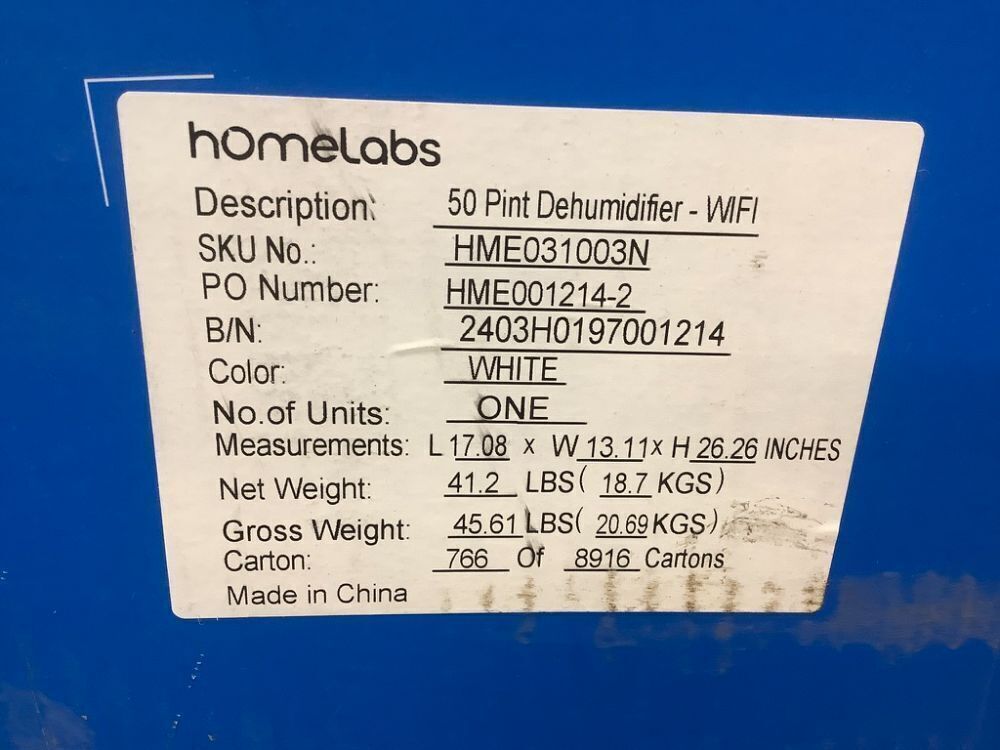 hOmeLabs
Description: 50 Pint Dehumidifier - WIFI
SKU No.: HME031003N
PO Number: HME001214-2
B/N: 2403H0197001214
Color: WHITE
No.of Units: ONE
Measurements: L 17.08 x W 13.11x H 26.26 INCHES
Net Weight: 41.2 LBS( 18.7 KGS)
Gross Weight: 45.61 LBS( 20.69 KGS)
Carton: 766 Of 8916 Cartons
Made in China